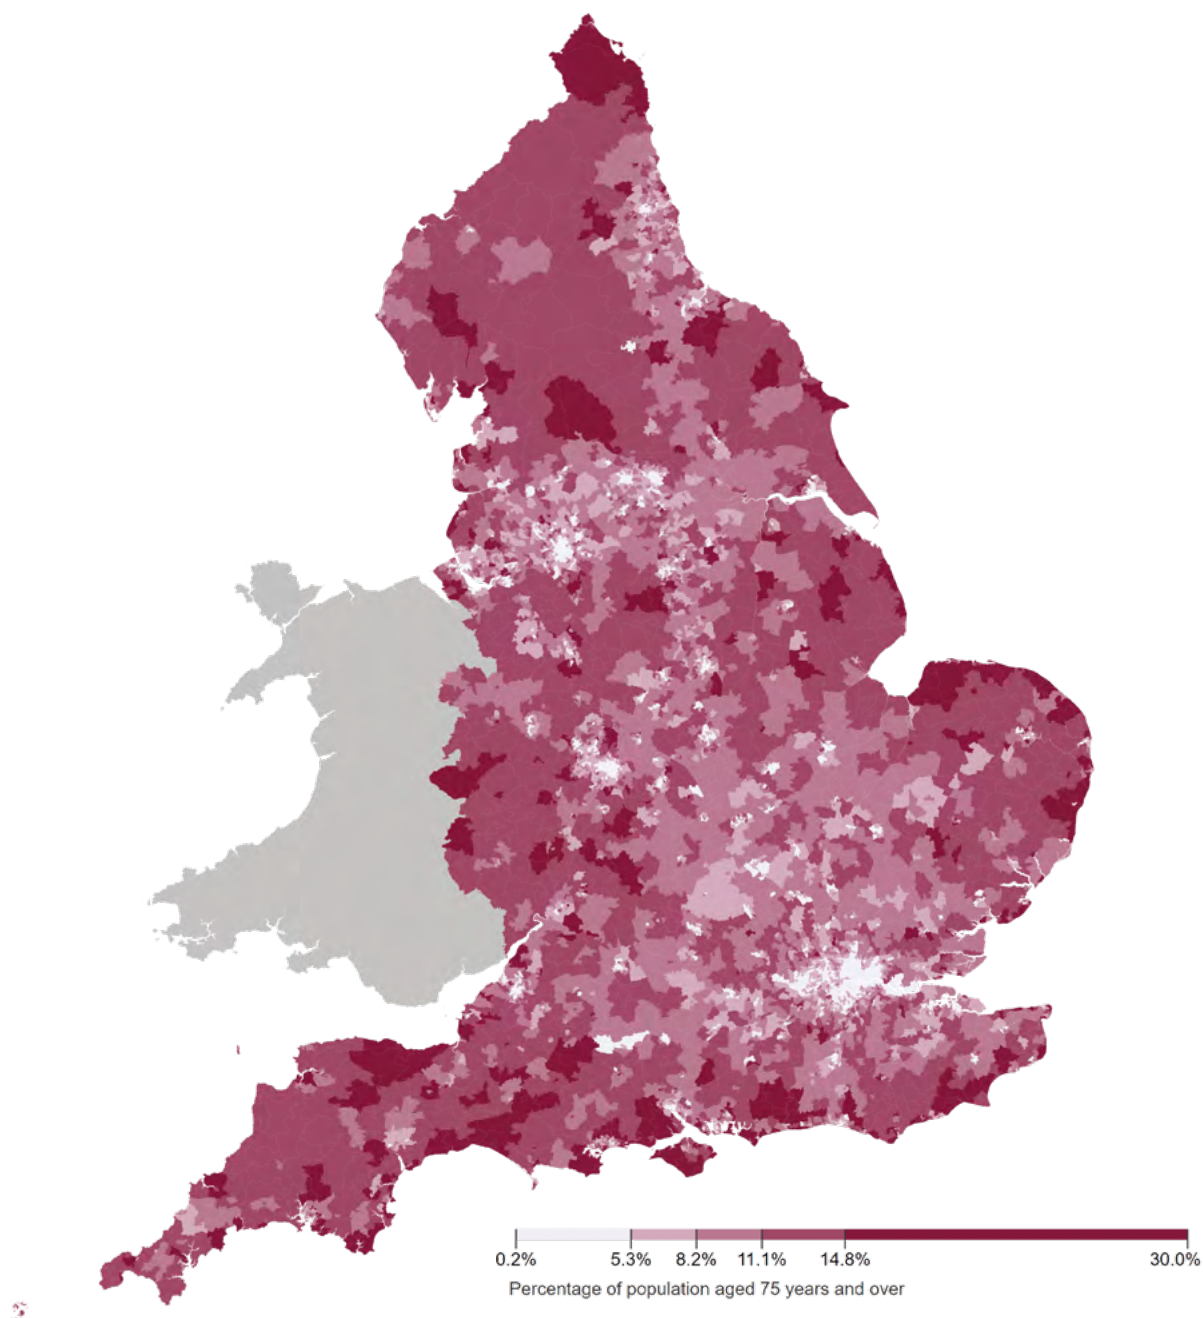 0.2% 5.3% 8.2% 11.1% 14.8% 30.0%
Percentage of population aged 75 years and over